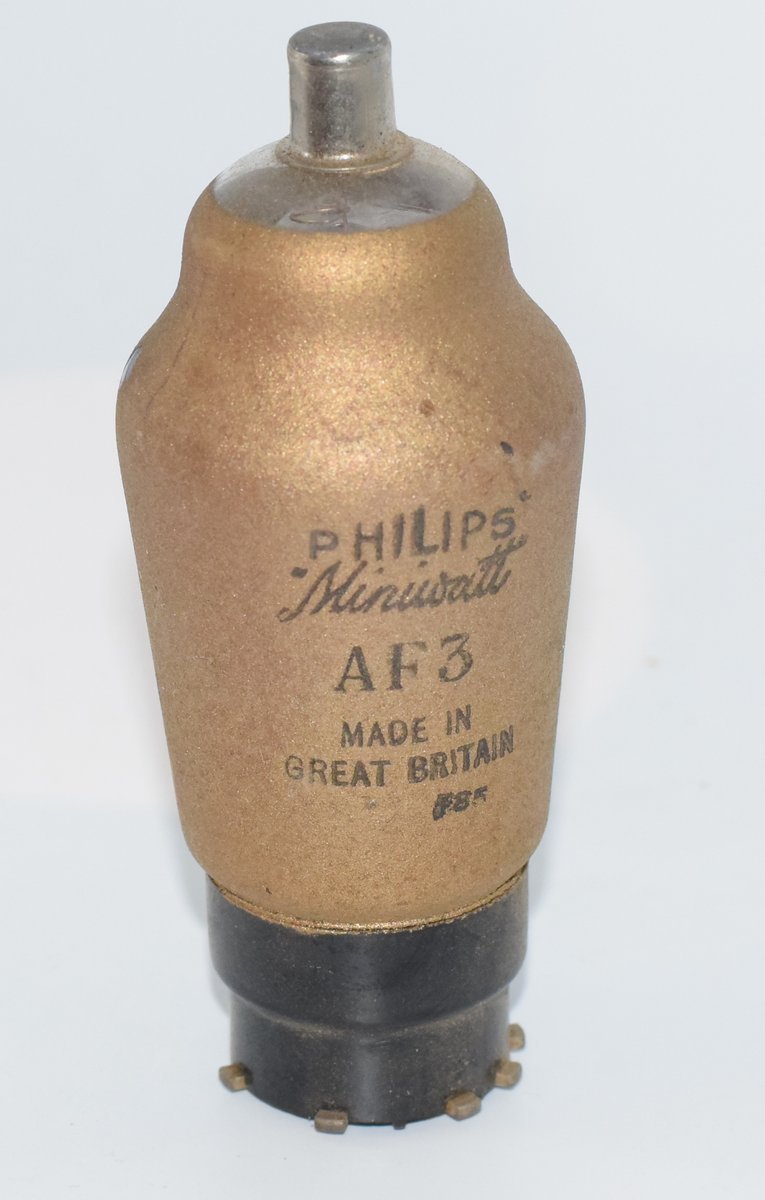 PHILIPS
"Miniwatt"
AF3
MADE IN
GREAT BRITAIN